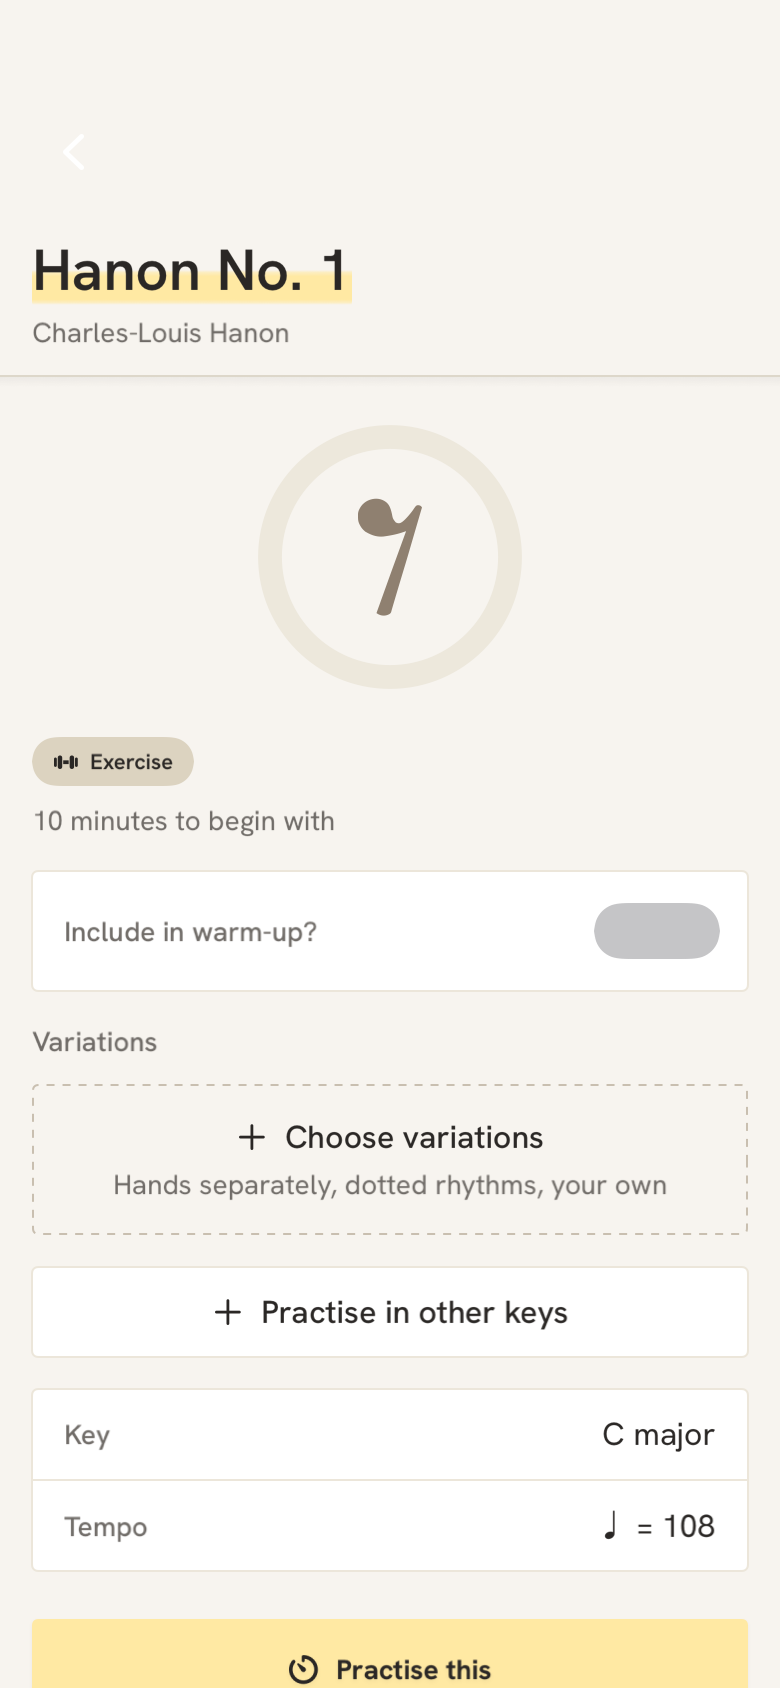 Hanon No. 1
Charles-Louis Hanon
Exercise
10 minutes to begin with
Include in warm-up?
Variations
+ Choose variations
Hands separately, dotted rhythms, your own
+ Practise in other keys
Key C major
Tempo ♩ = 108
Practise this